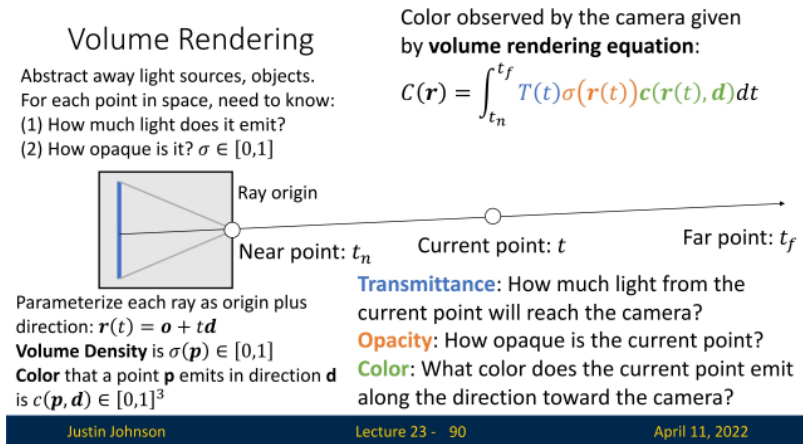 Volume Rendering
Abstract away light sources, objects.
For each point in space, need to know:
(1) How much light does it emit?
(2) How opaque is it? σ ∈ [0,1]
Color observed by the camera given
by volume rendering equation:
C(r) = ∫_{t_n}^{t_f} T(t)σ(r(t))c(r(t), d)dt
Ray origin
Near point: t_n
Current point: t
Far point: t_f
Parameterize each ray as origin plus
direction: r(t) = o + td
Volume Density is σ(p) ∈ [0,1]
Color that a point p emits in direction d
is c(p, d) ∈ [0,1]³
Transmittance: How much light from the
current point will reach the camera?
Opacity: How opaque is the current point?
Color: What color does the current point emit
along the direction toward the camera?
Justin Johnson
Lecture 23 - 90
April 11, 2022